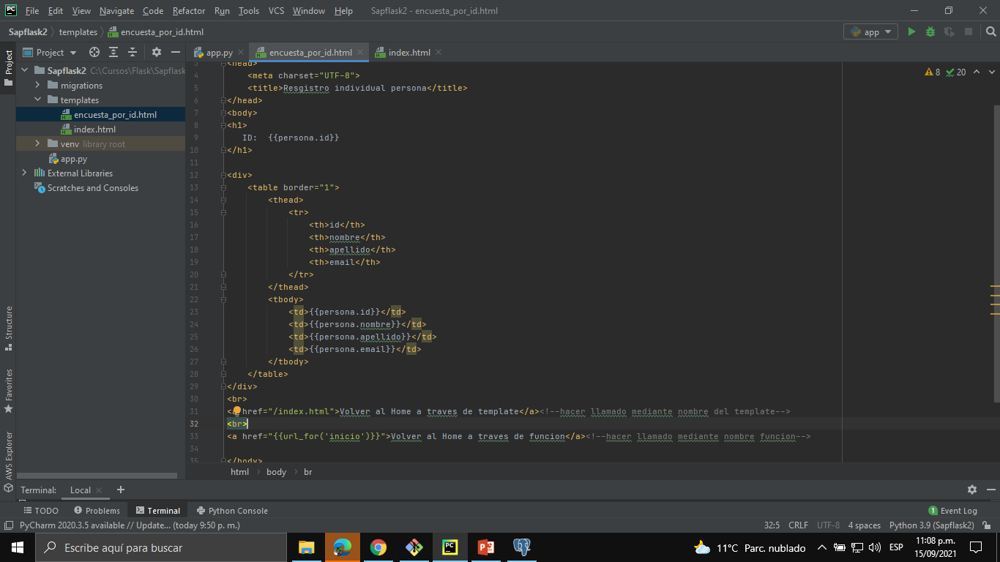 PC File Edit View Navigate Code Refactor Run Tools VCS Window Help Sapflask2 - encuesta_por_id.html
Sapflask2 templates encuesta_por_id.html app
Project app.py encuesta_por_id.html index.html
Project
Sapflask2 C:\Cursos\Flask\Sapflask
migrations
templates
encuesta_por_id.html
index.html
venv library root
app.py
External Libraries
Scratches and Consoles
Structure
Favorites
AWS Explorer
8 20
3 <head>
4 <meta charset="UTF-8">
5 <title>Resgistro individual persona</title>
6 </head>
7 <body>
8 <h1>
9 ID: {{persona.id}}
10 </h1>
11
12 <div>
13 <table border="1">
14 <thead>
15 <tr>
16 <th>id</th>
17 <th>nombre</th>
18 <th>apellido</th>
19 <th>email</th>
20 </tr>
21 </thead>
22 <tbody>
23 <td>{{persona.id}}</td>
24 <td>{{persona.nombre}}</td>
25 <td>{{persona.apellido}}</td>
26 <td>{{persona.email}}</td>
27 </tbody>
28 </table>
29 </div>
30 <br>
31 <a href="/index.html">Volver al Home a traves de template</a><!--hacer llamado mediante nombre del template-->
32 <br>
33 <a href="{{url_for('inicio')}}">Volver al Home a traves de funcion</a><!--hacer llamado mediante nombre funcion-->
34
35 </body>
html body br
Terminal: Local
TODO Problems Terminal Python Console 1 Event Log
PyCharm 2020.3.5 available // Update... (today 9:50 p. m.) 32:5 CRLF UTF-8 4 spaces Python 3.9 (Sapflask2)
Escribe aquí para buscar PC 11°C Parc. nublado ESP 11:08 p.m.
15/09/2021